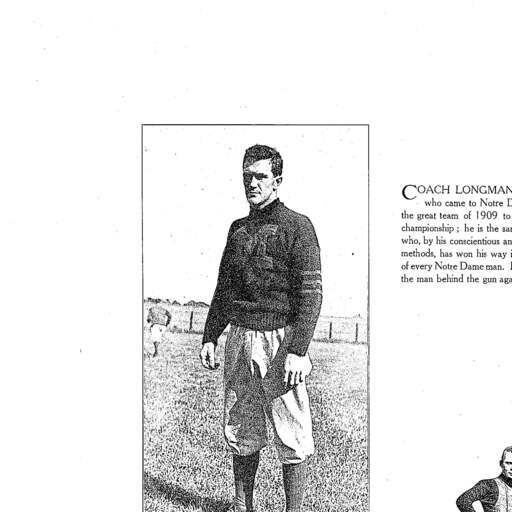 COACH LONGMAN
who came to Notre D
the great team of 1909 to
championship; he is the sa
who, by his conscientious an
methods, has won his way i
of every Notre Dame man.
the man behind the gun aga